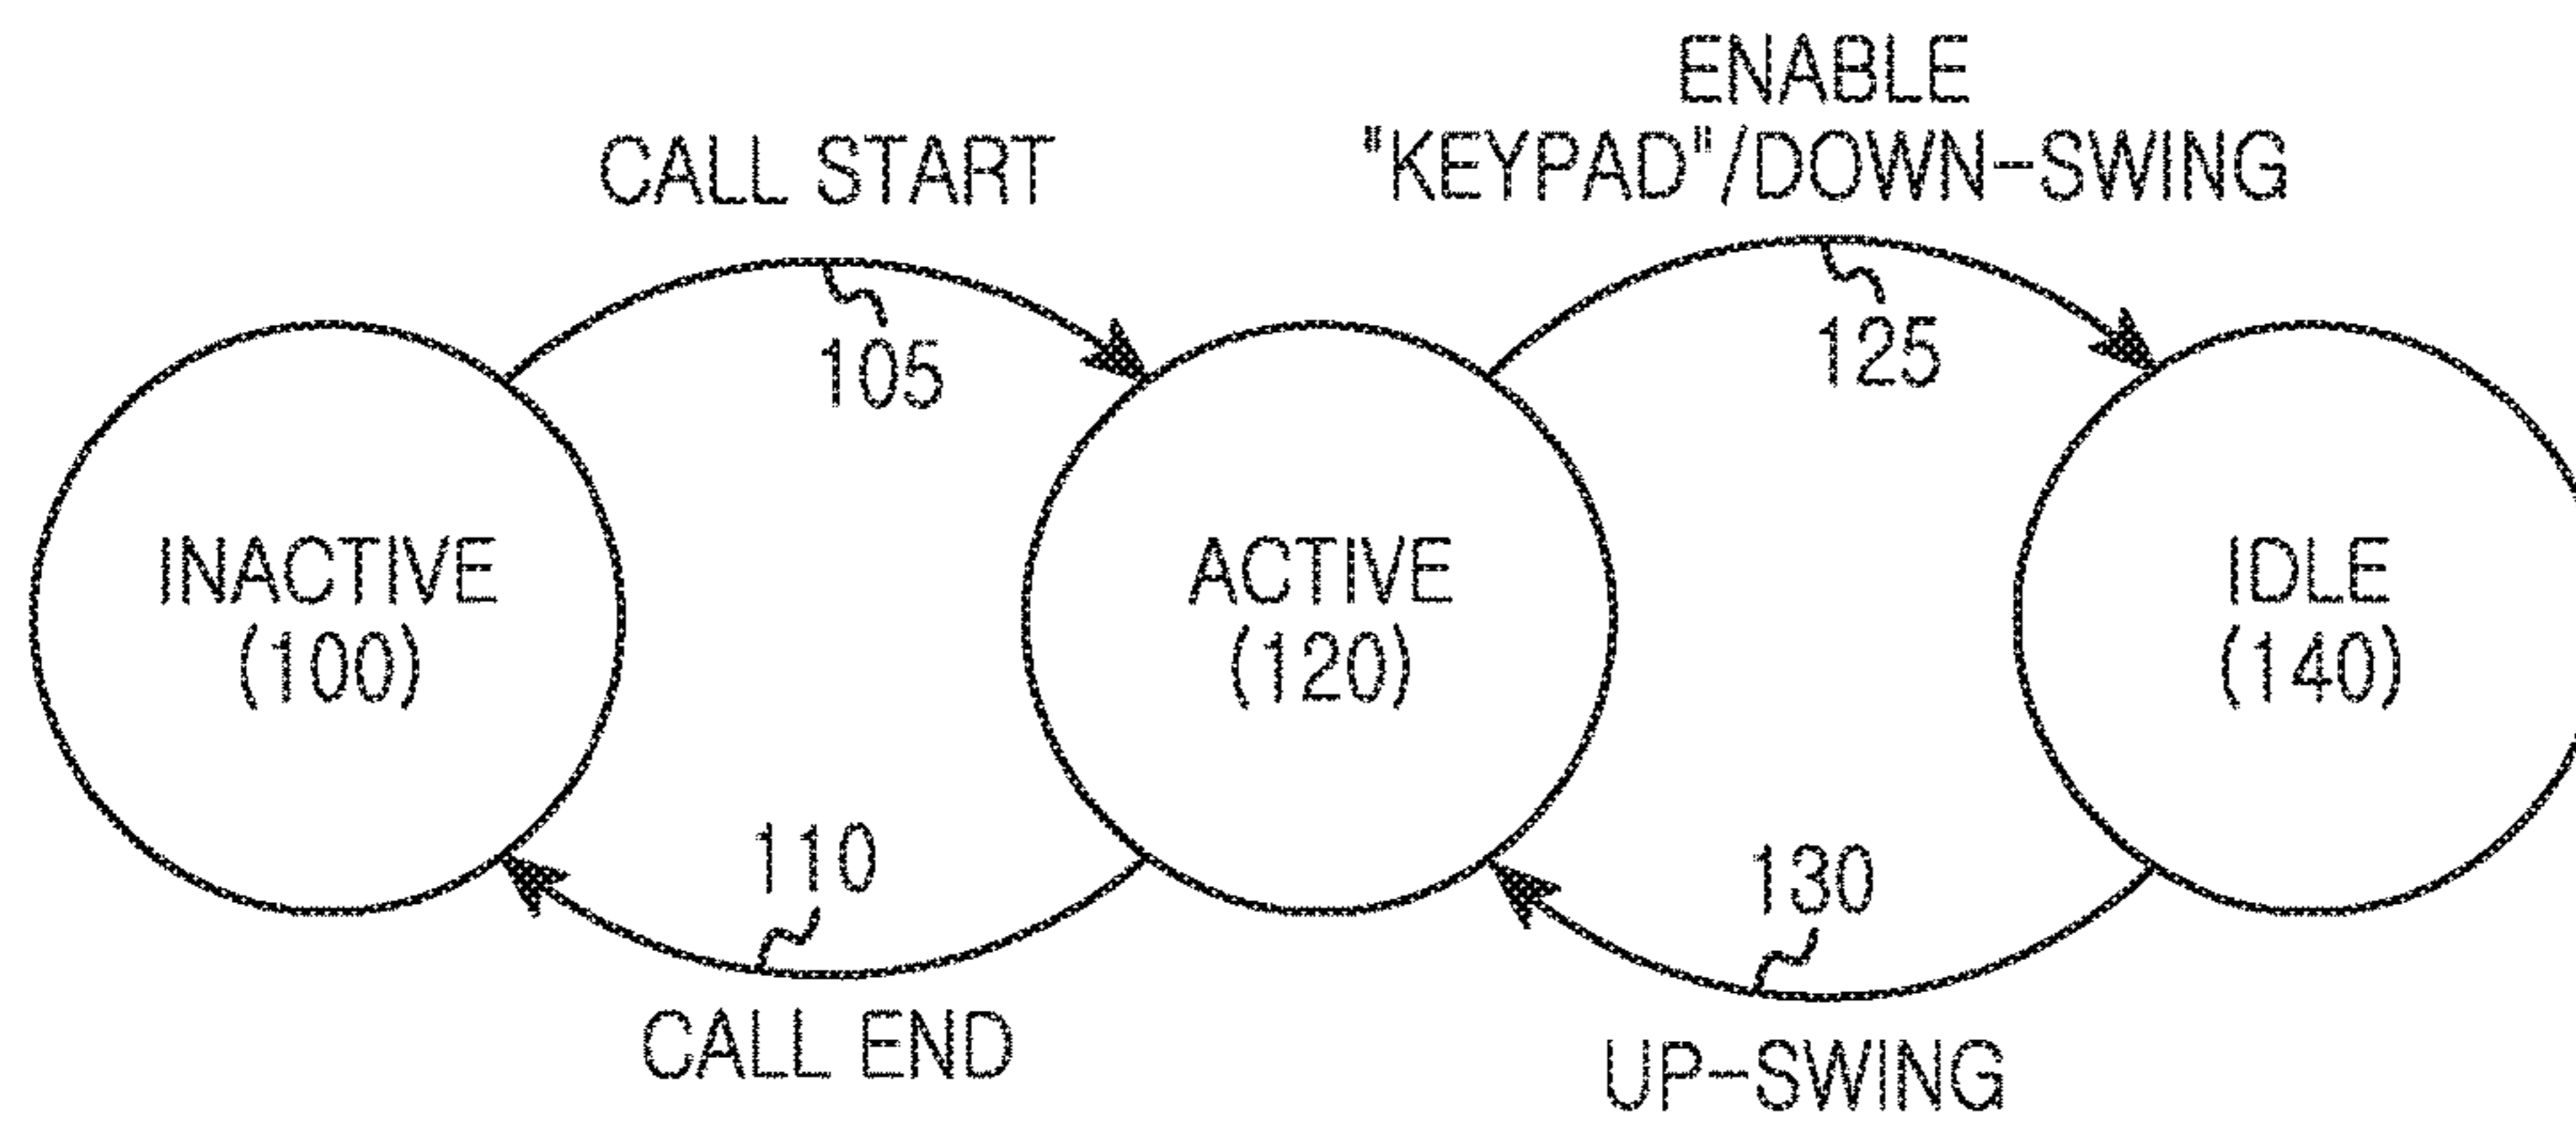 ENABLE
"KEYPAD"/DOWN-SWING
CALL START
105
125
INACTIVE
(100)
ACTIVE
(120)
IDLE
(140)
110
130
CALL END
UP-SWING